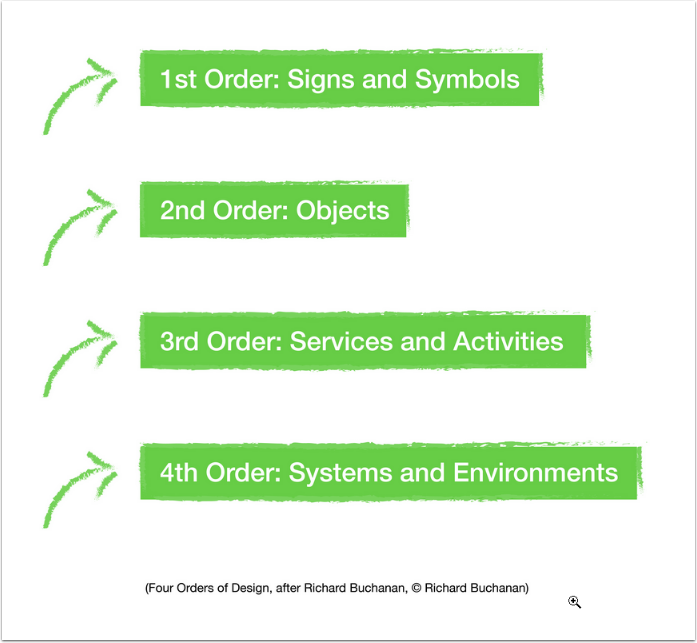 1st Order: Signs and Symbols
2nd Order: Objects
3rd Order: Services and Activities
4th Order: Systems and Environments
(Four Orders of Design, after Richard Buchanan, © Richard Buchanan)